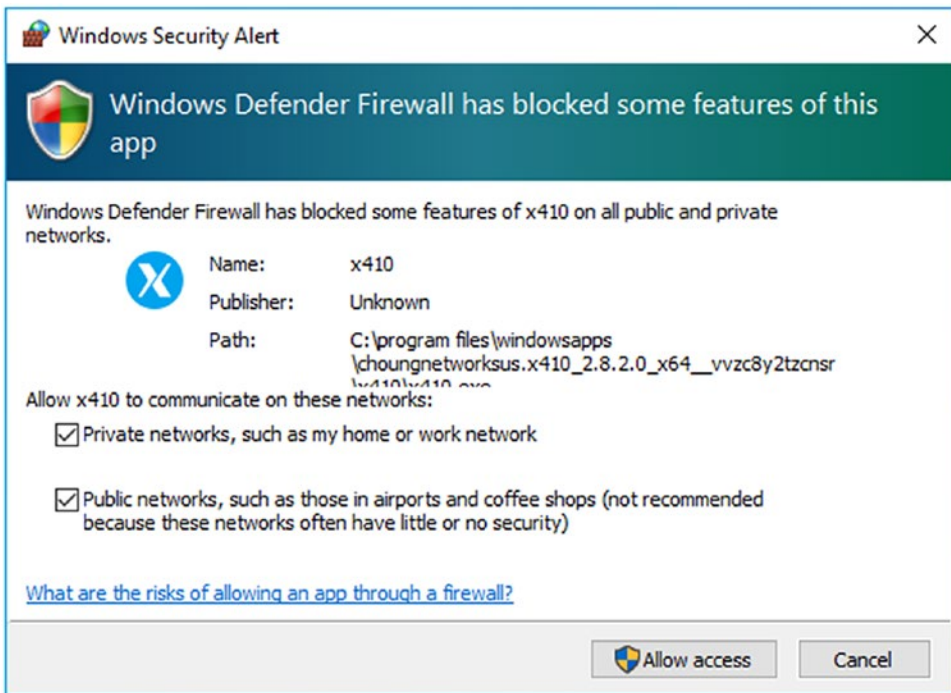 Windows Security Alert
Windows Defender Firewall has blocked some features of this
app
Windows Defender Firewall has blocked some features of x410 on all public and private
networks.
Name: x410
Publisher: Unknown
Path: C:\program files\windowsapps
\choungnetworksus.x410_2.8.2.0_x64__vvzc8y2tzcnsr
\x410\x410.exe
Allow x410 to communicate on these networks:
Private networks, such as my home or work network
Public networks, such as those in airports and coffee shops (not recommended
because these networks often have little or no security)
What are the risks of allowing an app through a firewall?
Allow access Cancel